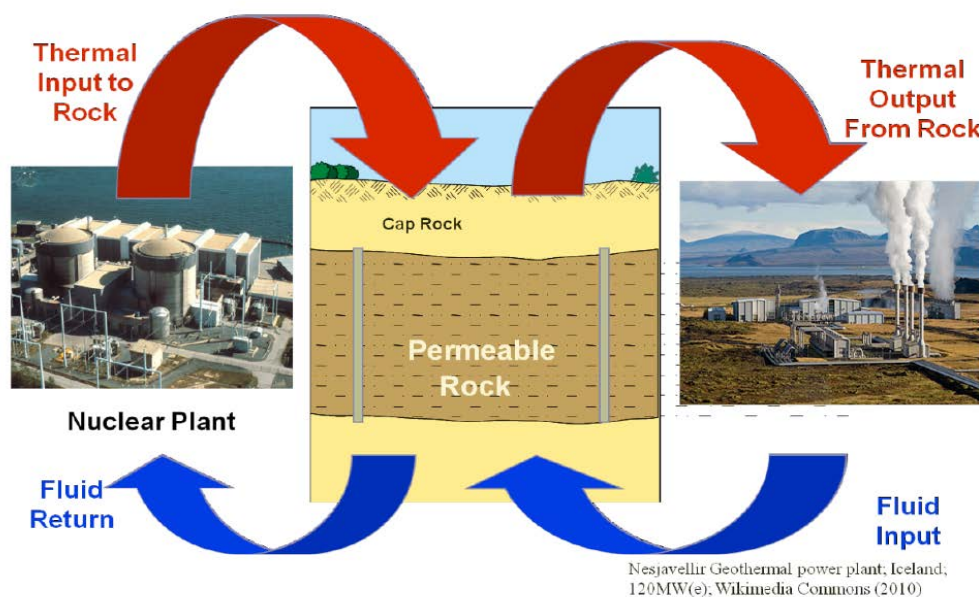 Thermal
Input to
Rock
Thermal
Output
From Rock
Cap Rock
Permeable
Rock
Nuclear Plant
Fluid
Return
Fluid
Input
Nesjavellir Geothermal power plant; Iceland;
120MW(e); Wikimedia Commons (2010)